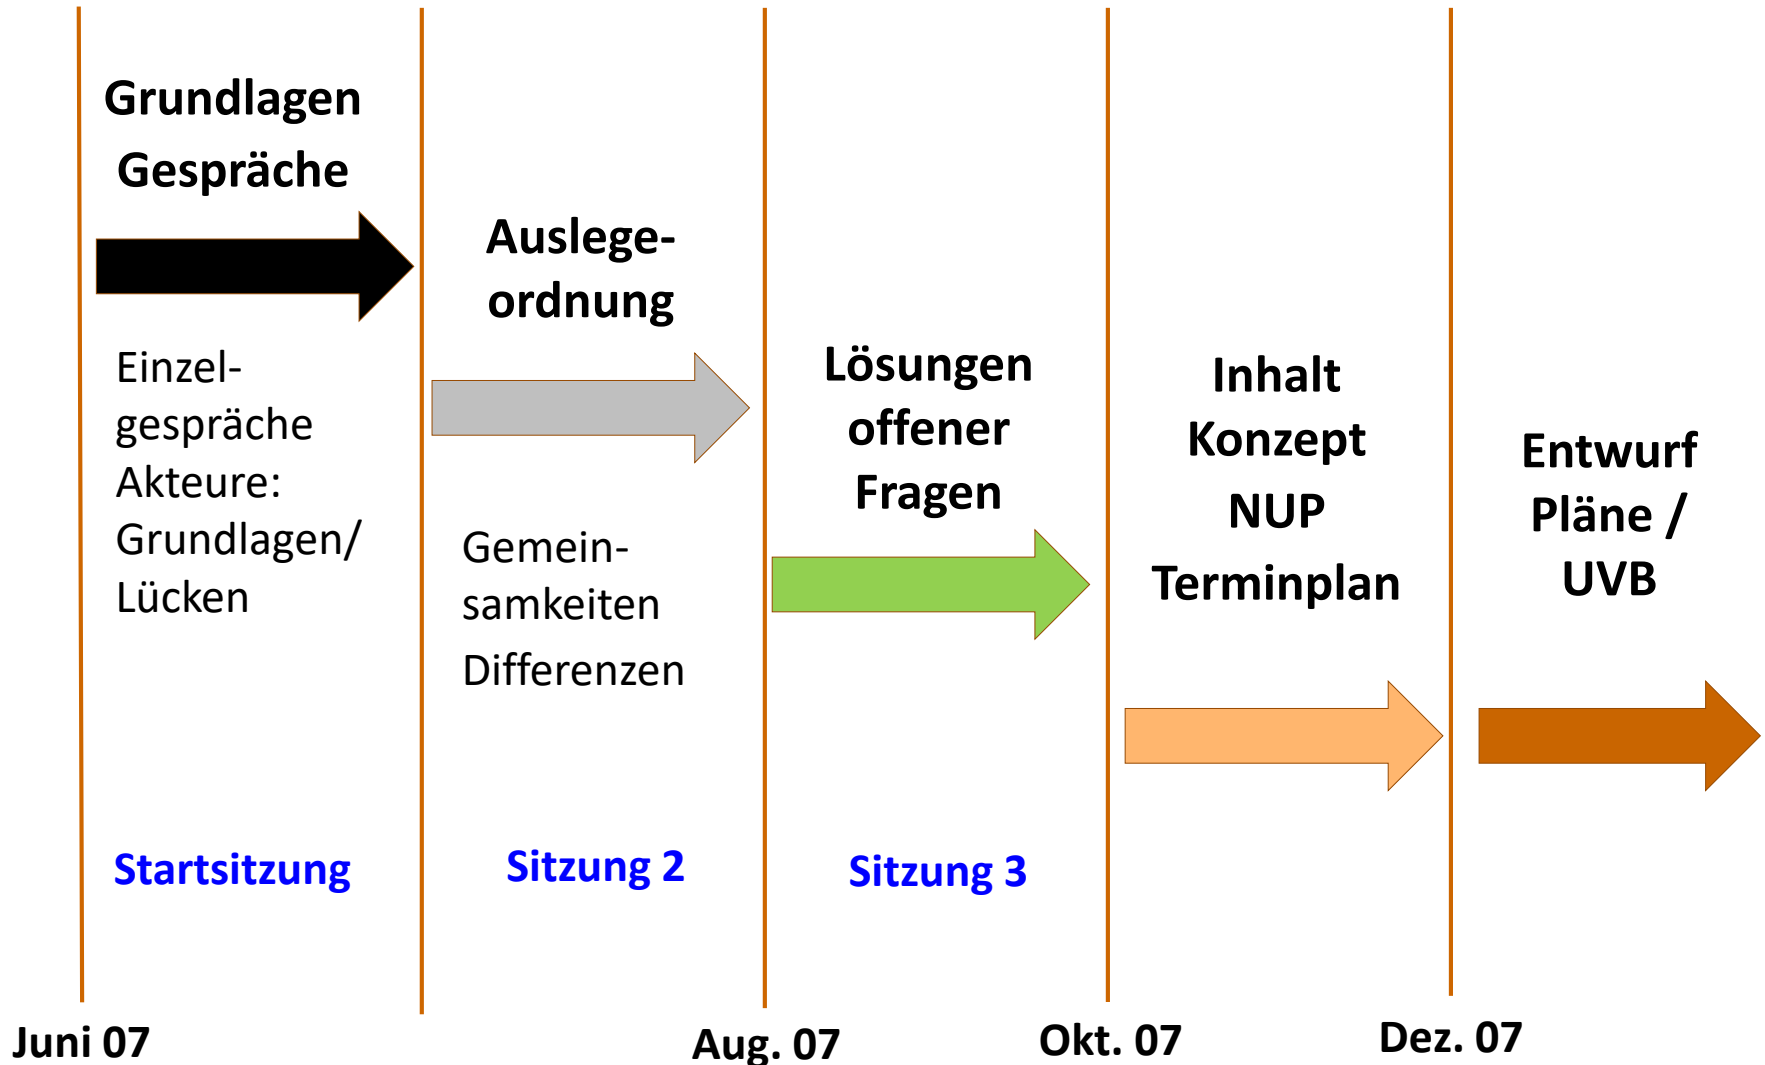 Grundlagen
Gespräche
Einzel-
gespräche
Akteure:
Grundlagen/
Lücken
Startsitzung
Auslege-
ordnung
Gemein-
samkeiten
Differenzen
Sitzung 2
Lösungen
offener
Fragen
Sitzung 3
Inhalt
Konzept
NUP
Terminplan
Entwurf
Pläne /
UVB
Juni 07
Aug. 07
Okt. 07
Dez. 07